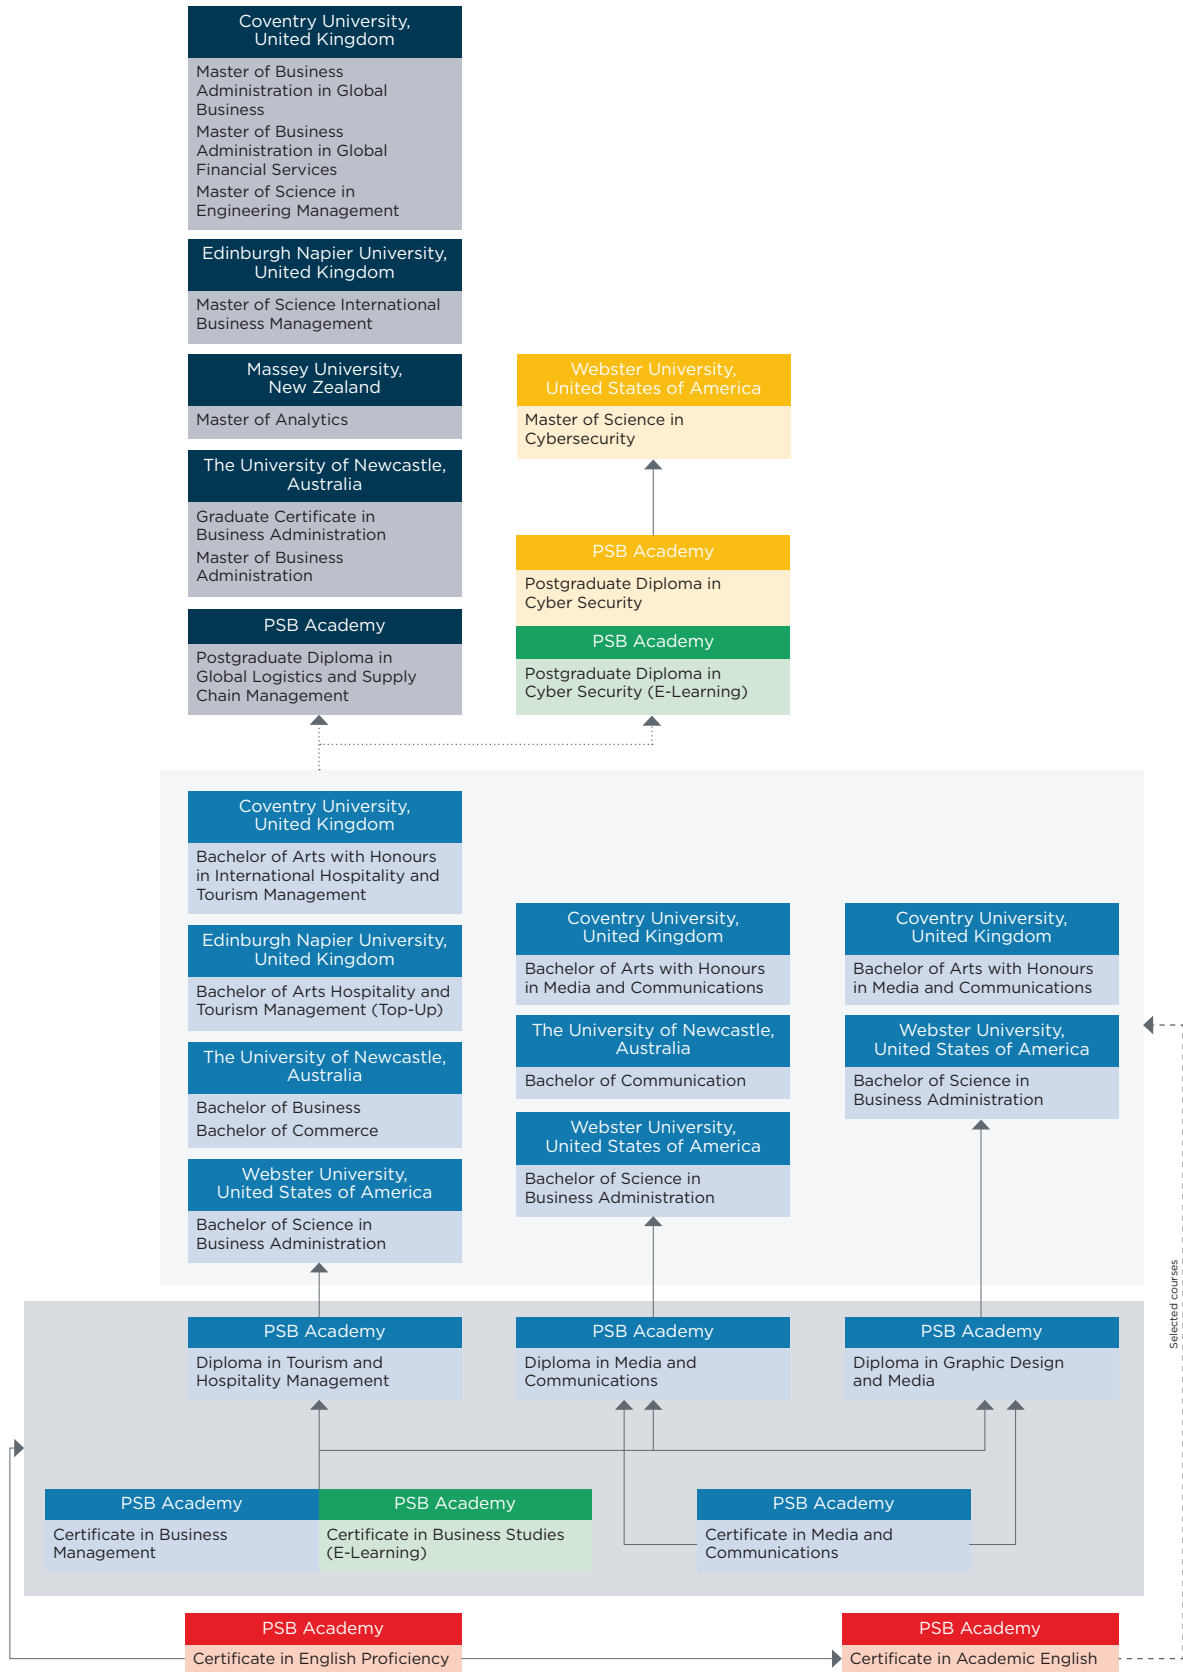 Coventry University,
United Kingdom
Master of Business
Administration in Global
Business
Master of Business
Administration in Global
Financial Services
Master of Science in
Engineering Management
Edinburgh Napier University,
United Kingdom
Master of Science International
Business Management
Massey University,
New Zealand
Master of Analytics
The University of Newcastle,
Australia
Graduate Certificate in
Business Administration
Master of Business
Administration
PSB Academy
Postgraduate Diploma in
Global Logistics and Supply
Chain Management
Webster University,
United States of America
Master of Science in
Cybersecurity
PSB Academy
Postgraduate Diploma in
Cyber Security
PSB Academy
Postgraduate Diploma in
Cyber Security (E-Learning)
Coventry University,
United Kingdom
Bachelor of Arts with Honours
in International Hospitality and
Tourism Management
Edinburgh Napier University,
United Kingdom
Bachelor of Arts Hospitality and
Tourism Management (Top-Up)
The University of Newcastle,
Australia
Bachelor of Business
Bachelor of Commerce
Webster University,
United States of America
Bachelor of Science in
Business Administration
Coventry University,
United Kingdom
Bachelor of Arts with Honours
in Media and Communications
The University of Newcastle,
Australia
Bachelor of Communication
Webster University,
United States of America
Bachelor of Science in
Business Administration
Coventry University,
United Kingdom
Bachelor of Arts with Honours
in Media and Communications
Webster University,
United States of America
Bachelor of Science in
Business Administration
Selected courses
PSB Academy
Diploma in Tourism and
Hospitality Management
PSB Academy
Diploma in Media and
Communications
PSB Academy
Diploma in Graphic Design
and Media
PSB Academy
Certificate in Business
Management
PSB Academy
Certificate in Business Studies
(E-Learning)
PSB Academy
Certificate in Media and
Communications
PSB Academy
Certificate in English Proficiency
PSB Academy
Certificate in Academic English